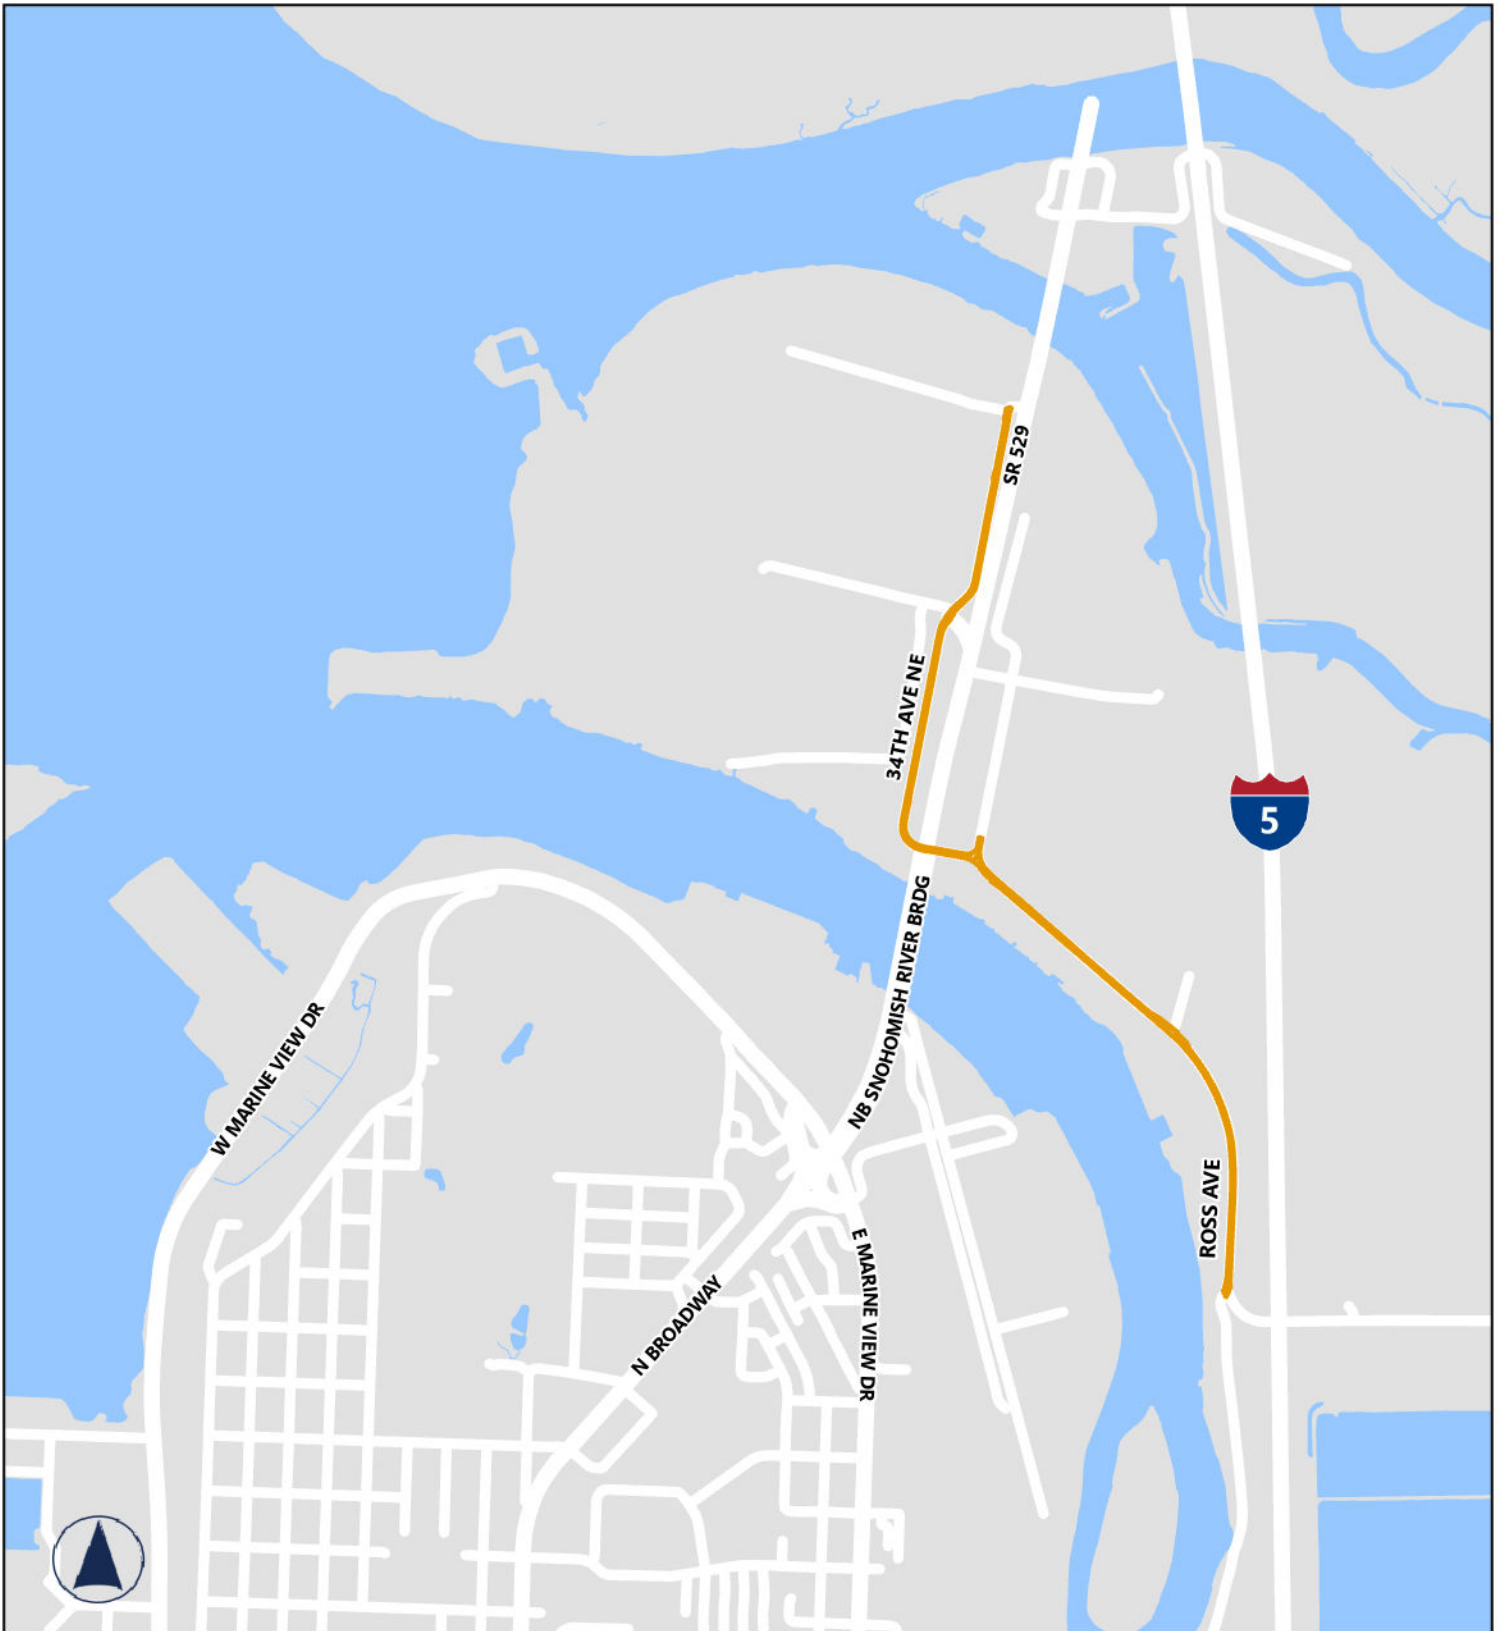 SR 529
34TH AVE NE
5
NB SNOHOMISH RIVER BRDG
W MARINE VIEW DR
ROSS AVE
E MARINE VIEW DR
N BROADWAY